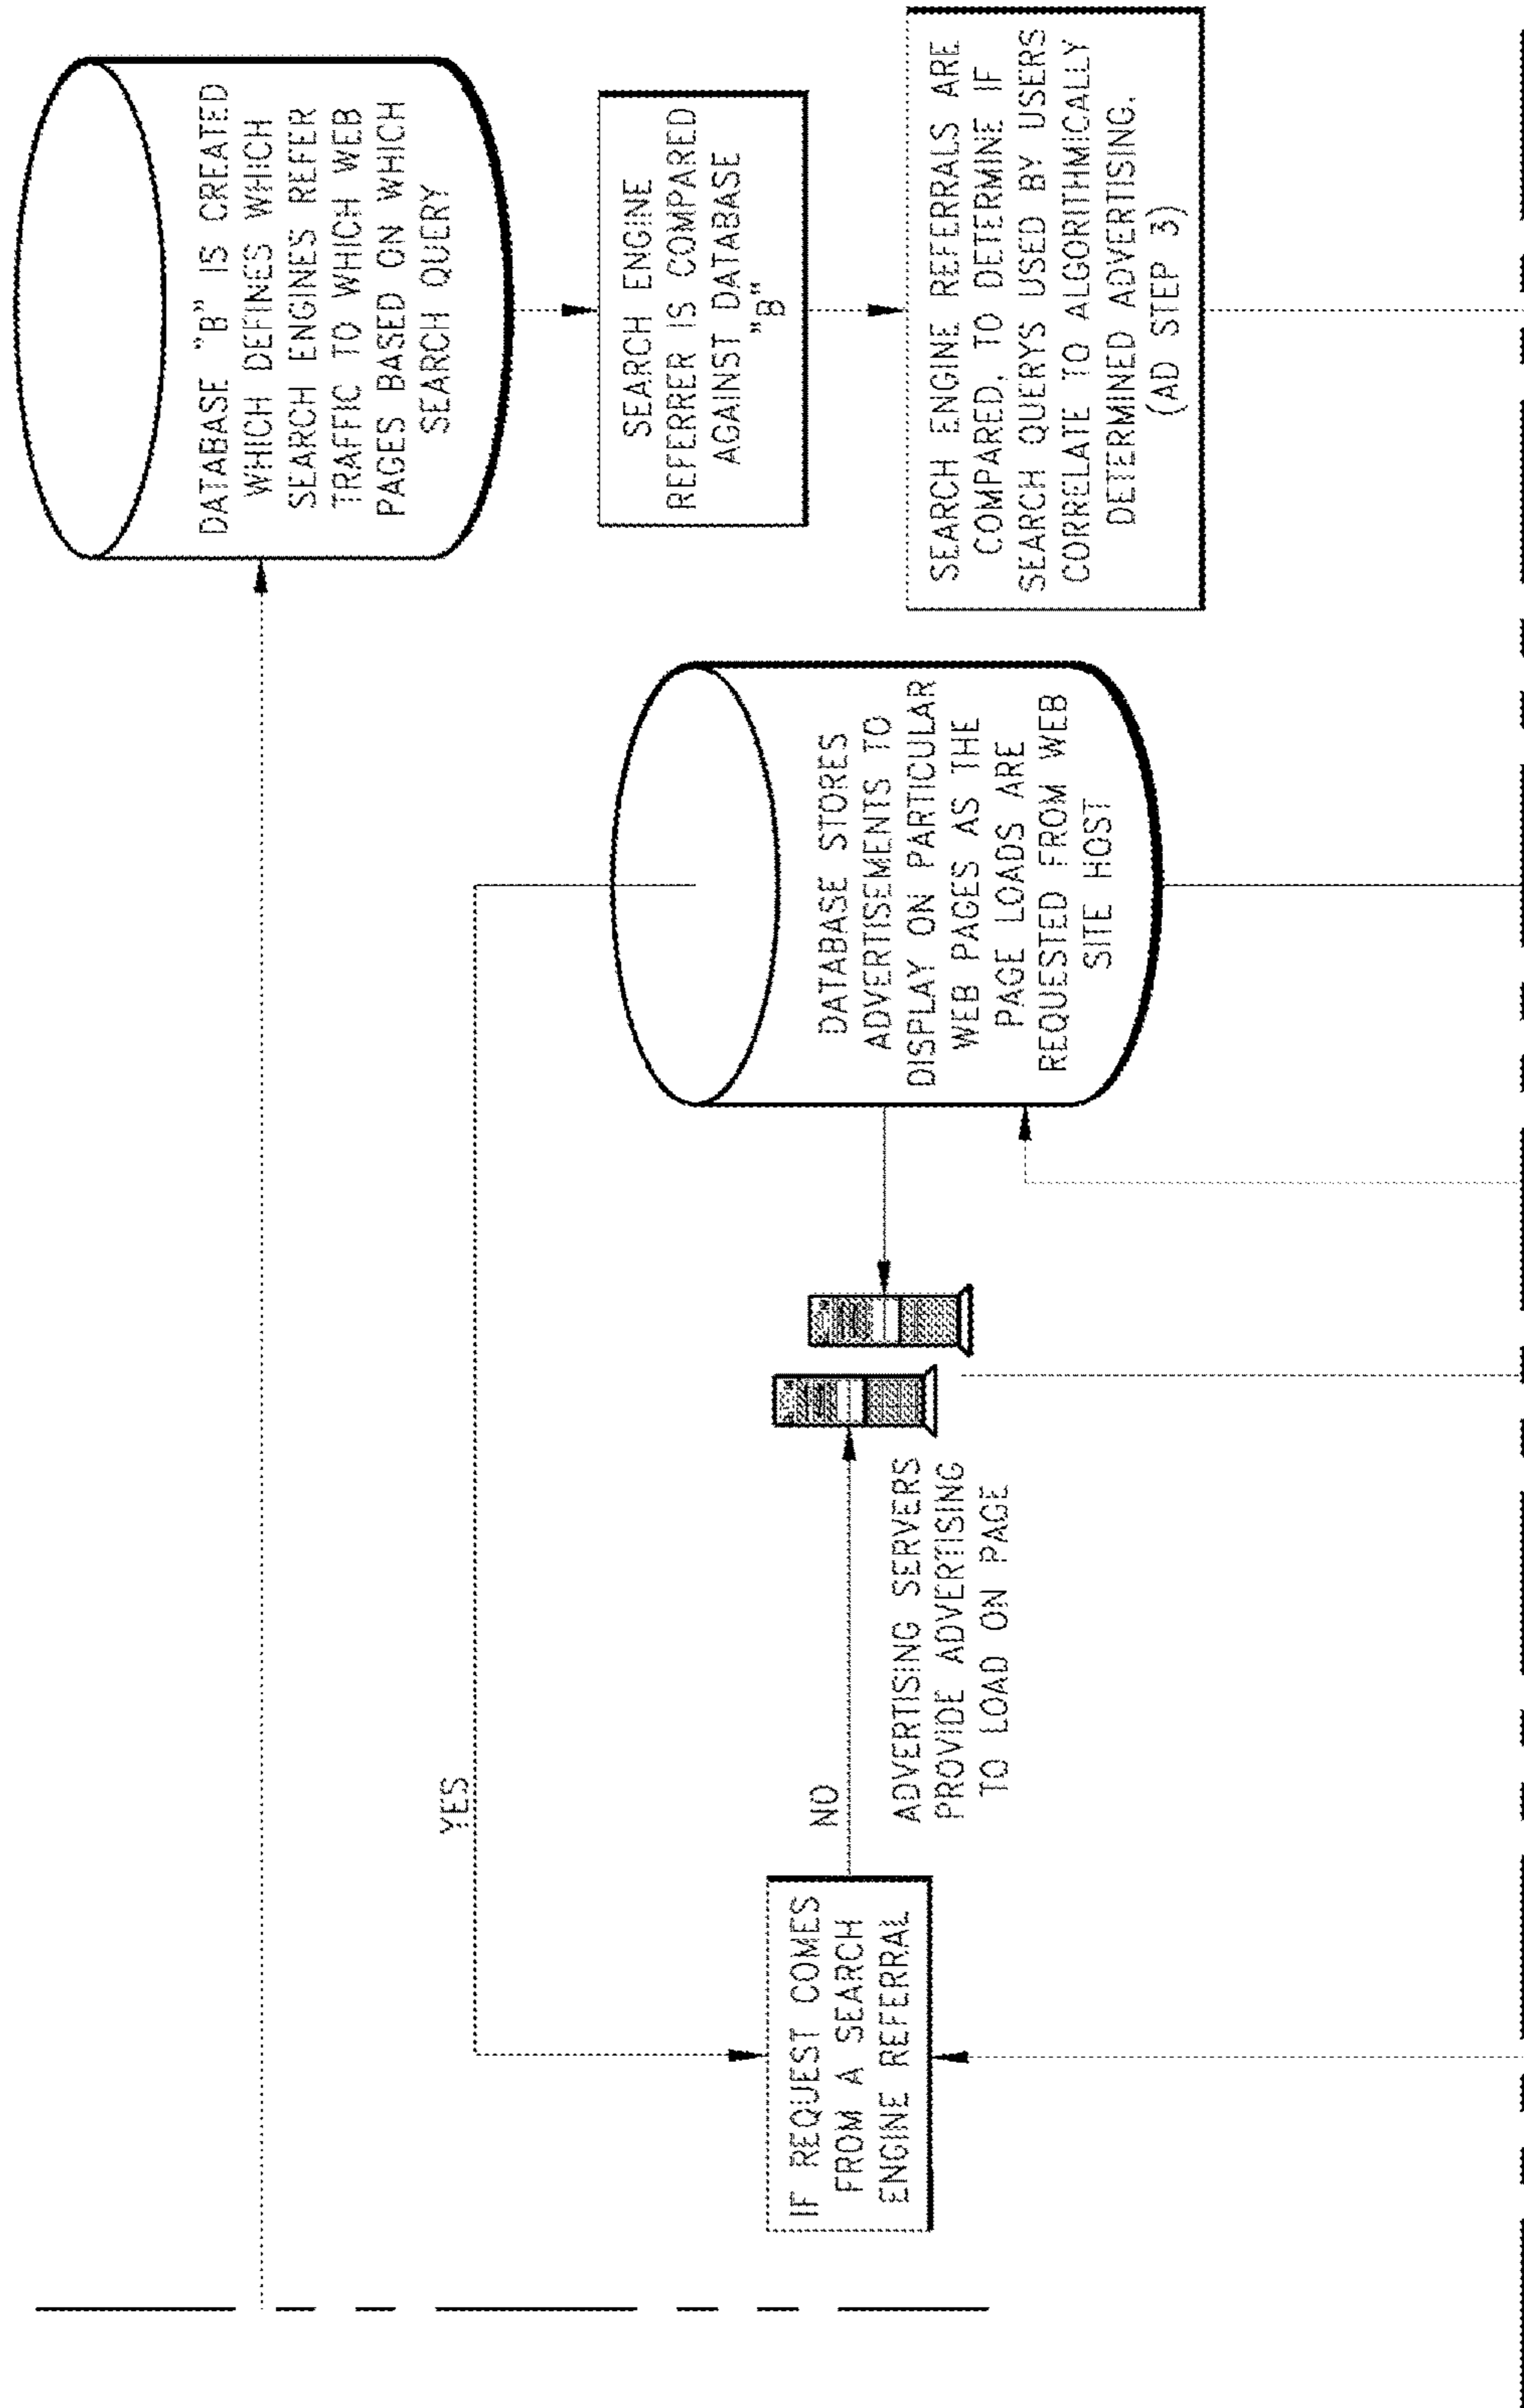 DATABASE "B" IS CREATED
WHICH DEFINES WHICH
SEARCH ENGINES REFER
TRAFFIC TO WHICH WEB
PAGES BASED ON WHICH
SEARCH QUERY
SEARCH ENGINE
REFERRER IS COMPARED
AGAINST DATABASE
"B"
SEARCH ENGINE REFERRALS ARE
COMPARED, TO DETERMINE IF
SEARCH QUERYS USED BY USERS
CORRELATE TO ALGORITHMICALLY
DETERMINED ADVERTISING.
(AD STEP 3)
YES
DATABASE STORES
ADVERTISEMENTS TO
DISPLAY ON PARTICULAR
WEB PAGES AS THE
PAGE LOADS ARE
REQUESTED FROM WEB
SITE HOST
IF REQUEST COMES
FROM A SEARCH
ENGINE REFERRAL
NO
ADVERTISING SERVERS
PROVIDE ADVERTISING
TO LOAD ON PAGE